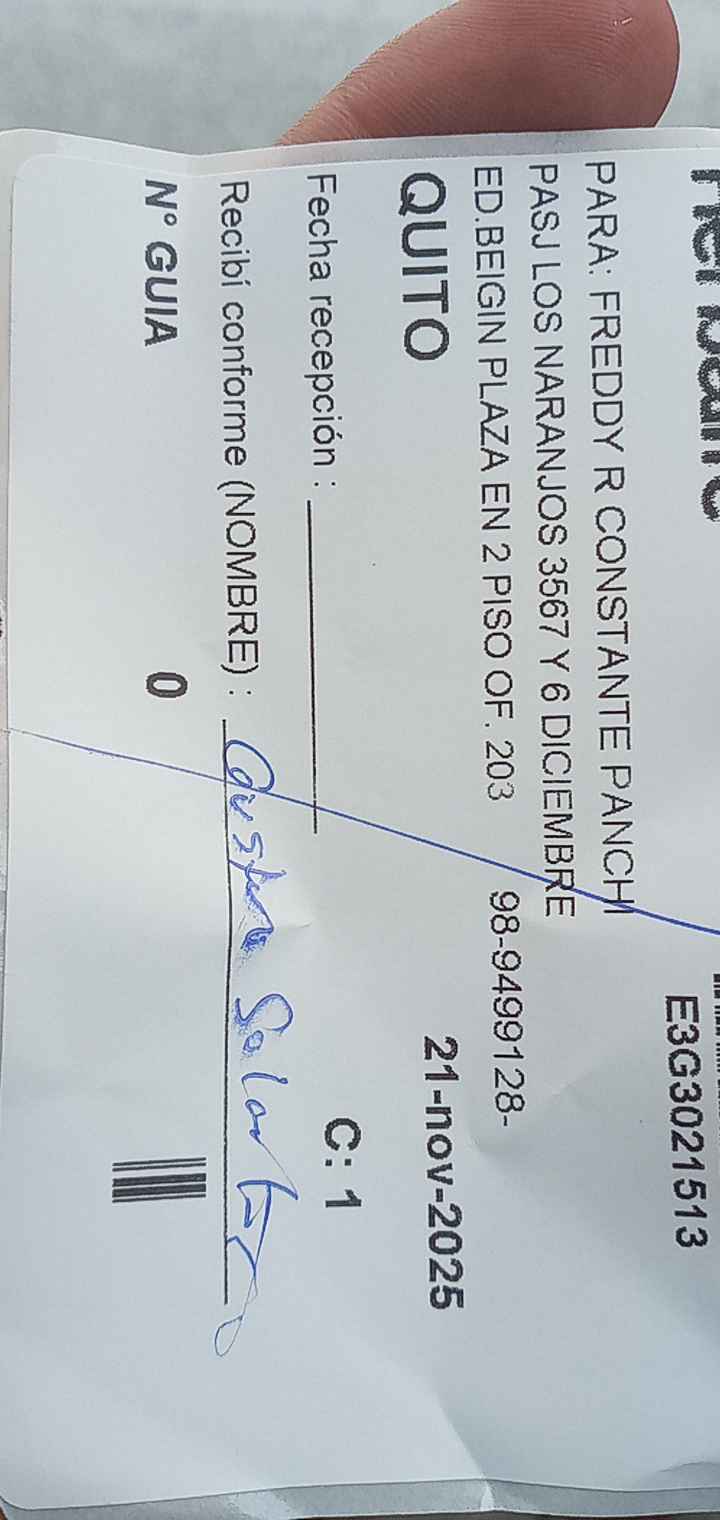 E3G3021513
PARA: FREDDY R CONSTANTE PANCHI
PASJ LOS NARANJOS 3567 Y 6 DICIEMBRE
ED.BEIGIN PLAZA EN 2 PISO OF. 203 98-9499128-
QUITO 21-nov-2025
Fecha recepción : C: 1
Recibí conforme (NOMBRE) :
N° GUIA 0